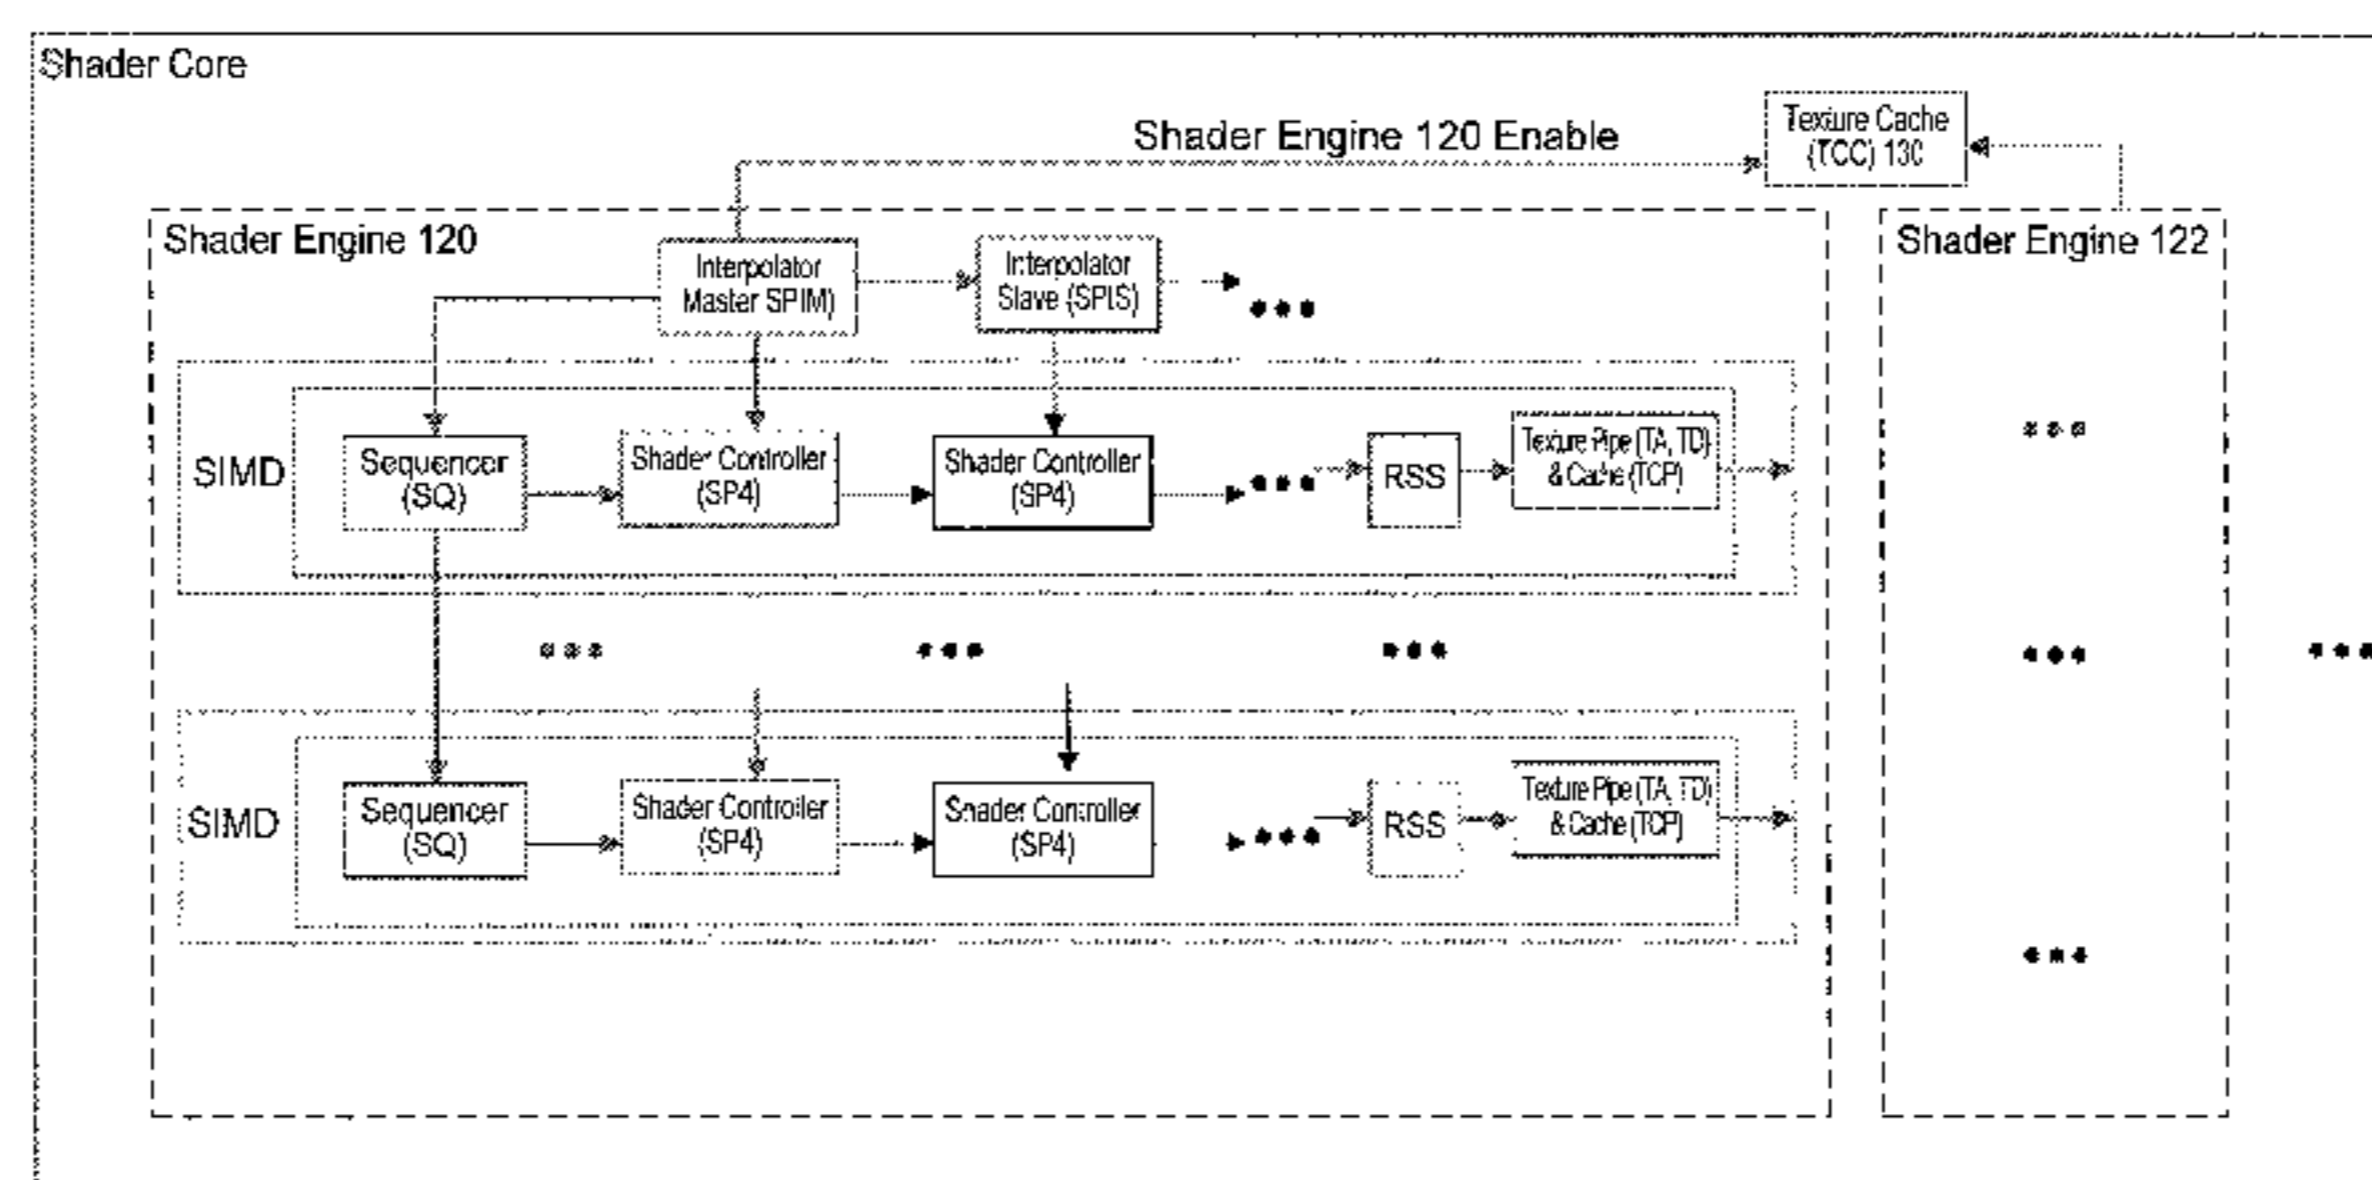 Shader Core
Shader Engine 120 Enable
Texture Cache
(TCC) 130
Shader Engine 120
Shader Engine 122
Interpolator
Master SPIM)
Interpolator
Slave (SPIS)
SIMD
Sequencer
(SQ)
Shader Controller
(SP4)
Shader Controller
(SP4)
RSS
Texture Pipe (TA, TD)
& Cache (TCP)
SIMD
Sequencer
(SQ)
Shader Controller
(SP4)
Shader Controller
(SP4)
RSS
Texture Pipe (TA, TD)
& Cache (TCP)